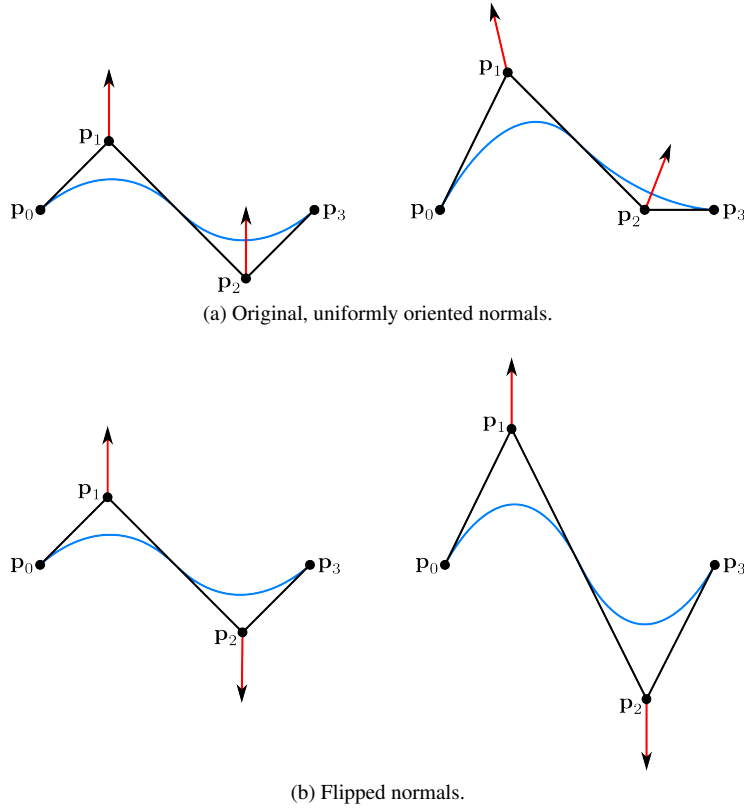 p₁
p₀
p₂
p₃
p₁
p₀
p₂
p₃
(a) Original, uniformly oriented normals.
p₁
p₀
p₂
p₃
p₁
p₀
p₂
p₃
(b) Flipped normals.